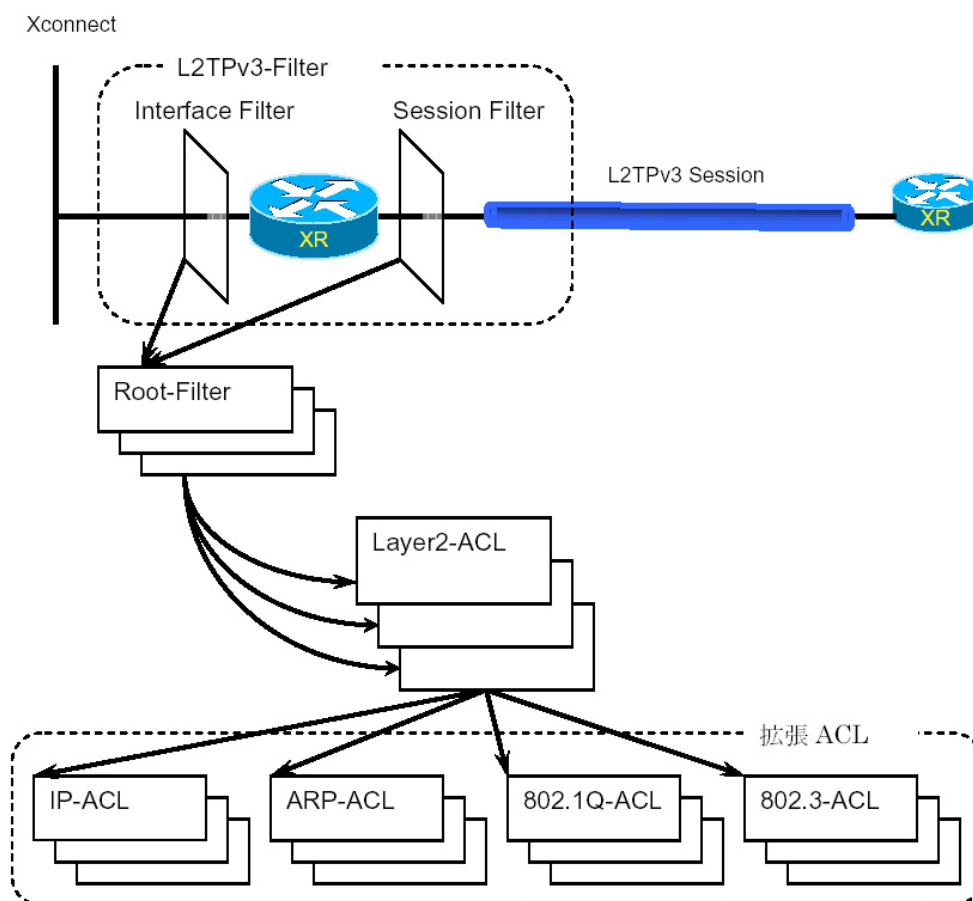 Xconnect
L2TPv3-Filter
Interface Filter
Session Filter
L2TPv3 Session
XR
XR
Root-Filter
Layer2-ACL
拡張 ACL
IP-ACL
ARP-ACL
802.1Q-ACL
802.3-ACL